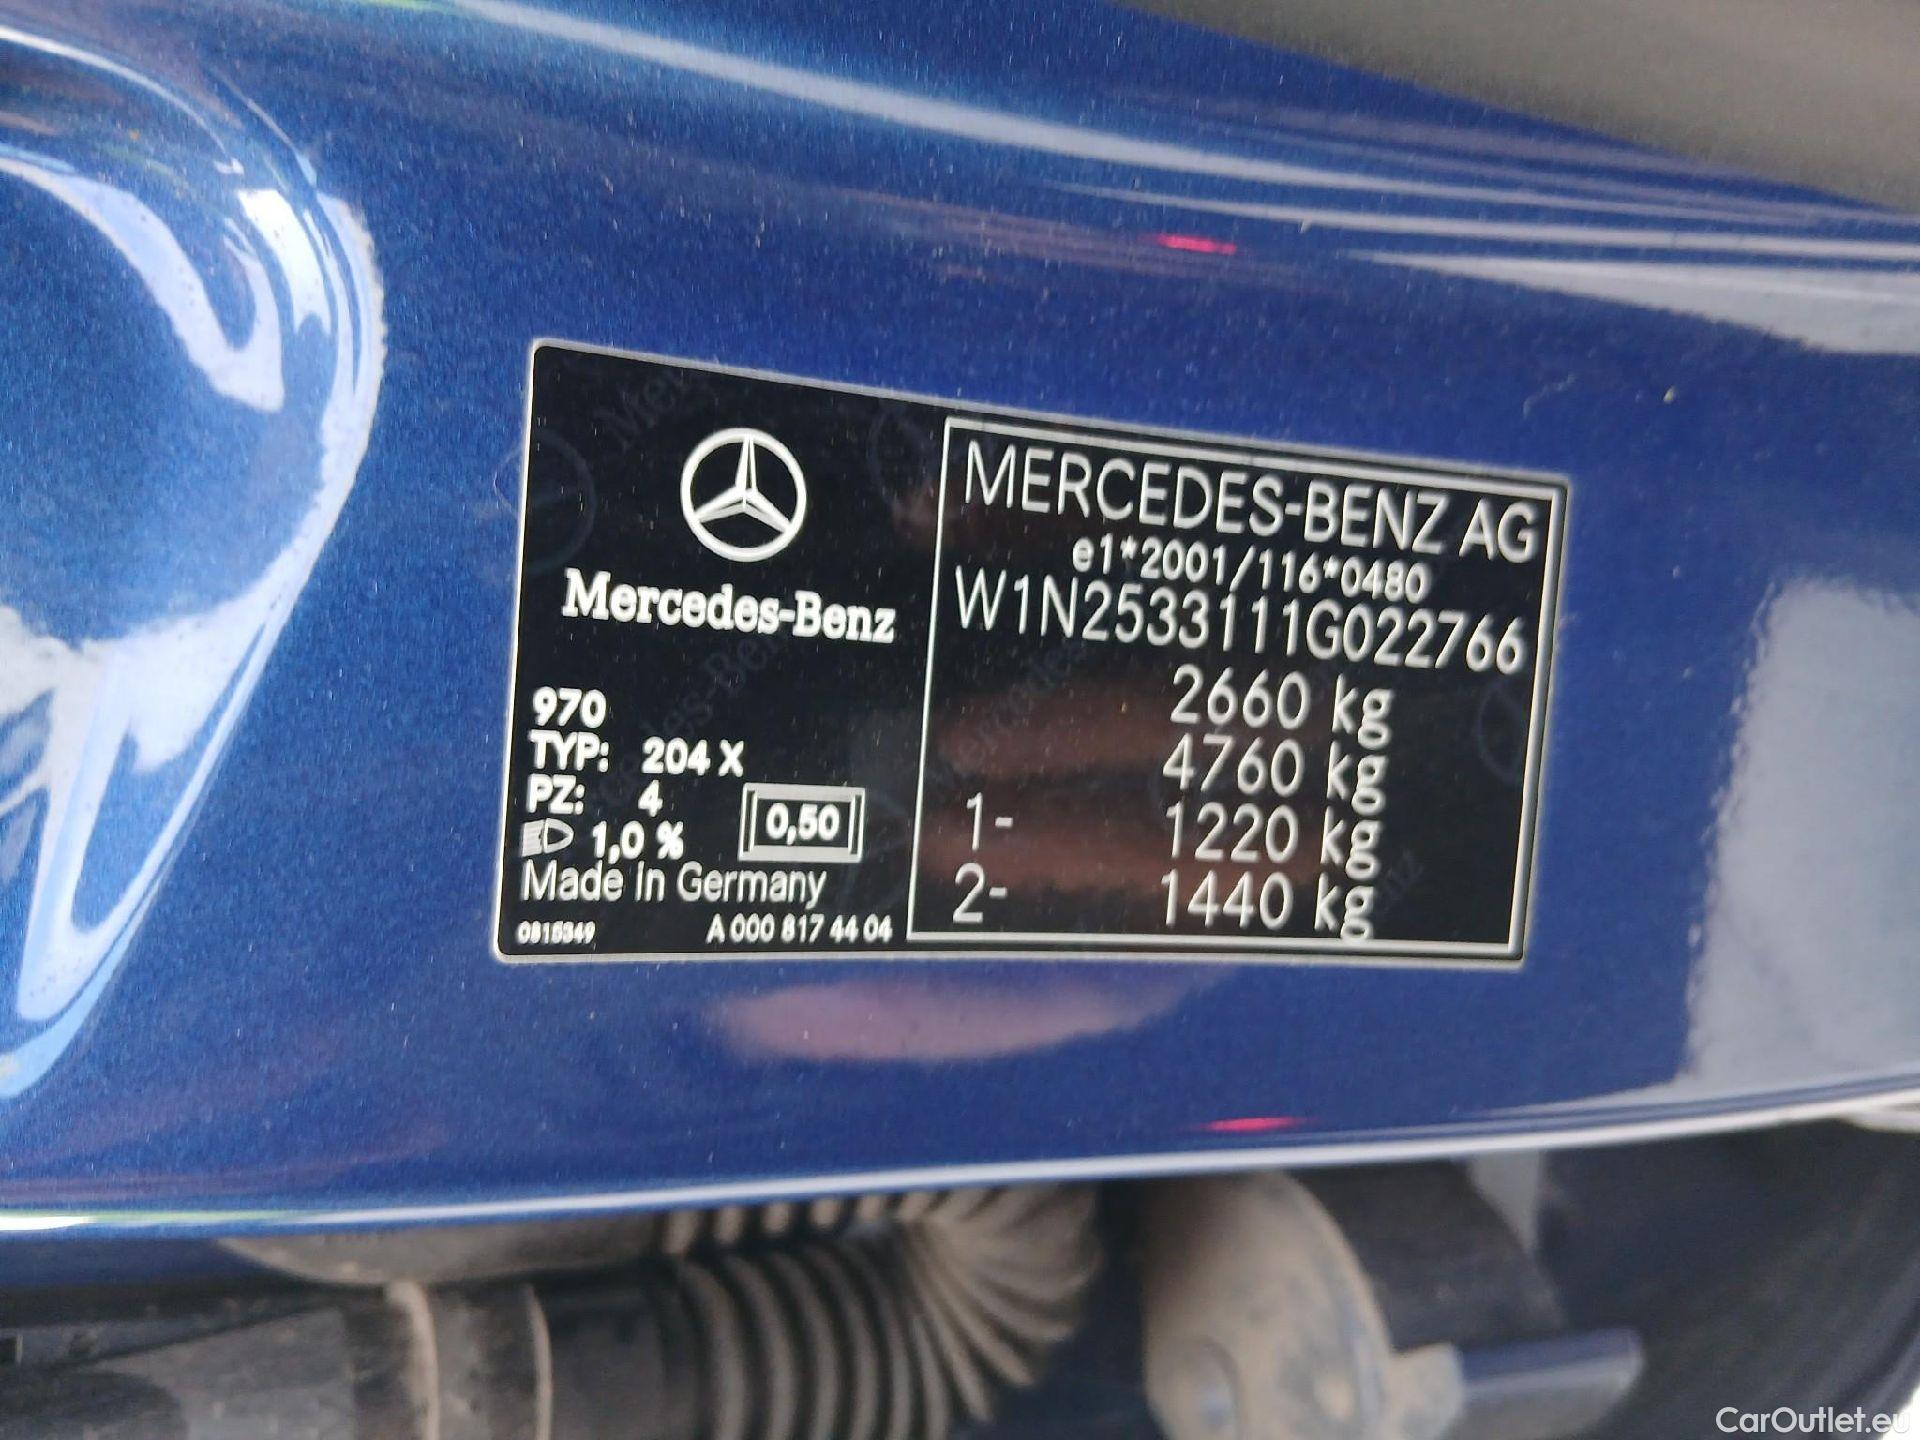 Mercedes-Benz
970
TYP: 204 X
PZ: 4
1,0 %
0,50
Made in Germany
0815349
A 000 817 44 04
MERCEDES-BENZ AG
e1*2001/116*0480
W1N2533111G022766
2660 kg
4760 kg
1- 1220 kg
2- 1440 kg
CarOutlet.eu